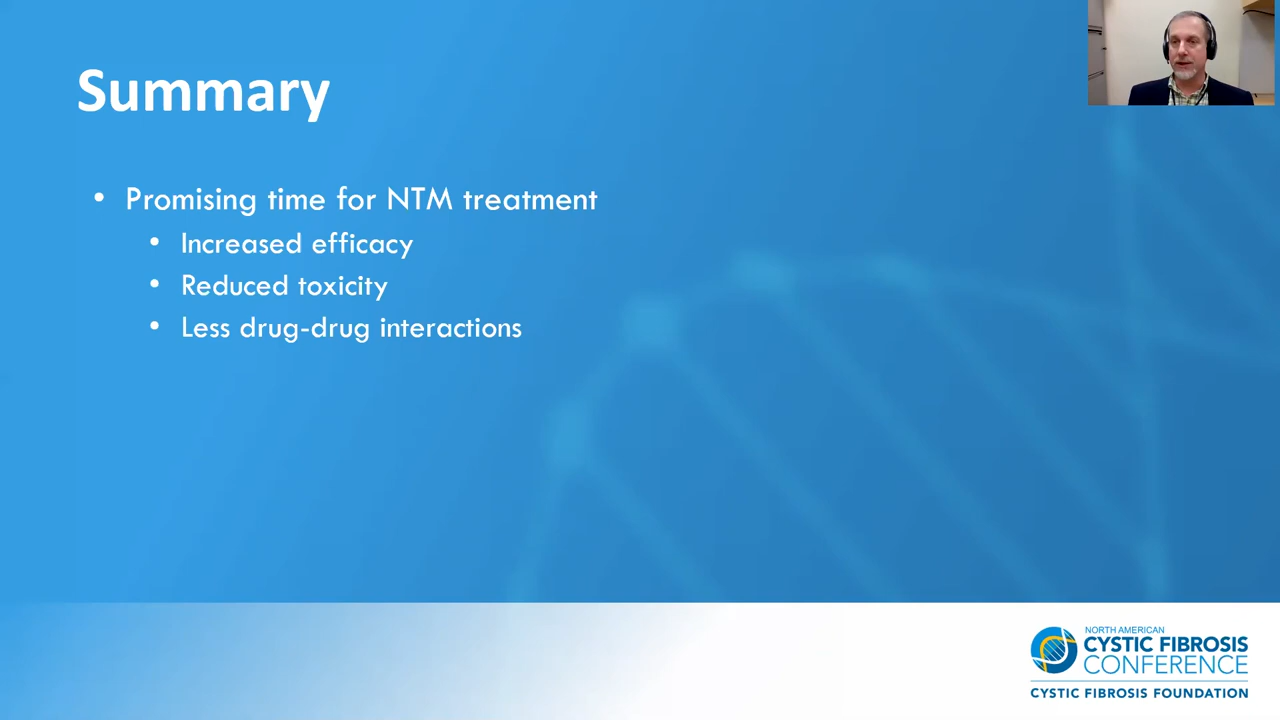 Summary
• Promising time for NTM treatment
• Increased efficacy
• Reduced toxicity
• Less drug-drug interactions
NORTH AMERICAN
CYSTIC FIBROSIS
CONFERENCE
CYSTIC FIBROSIS FOUNDATION